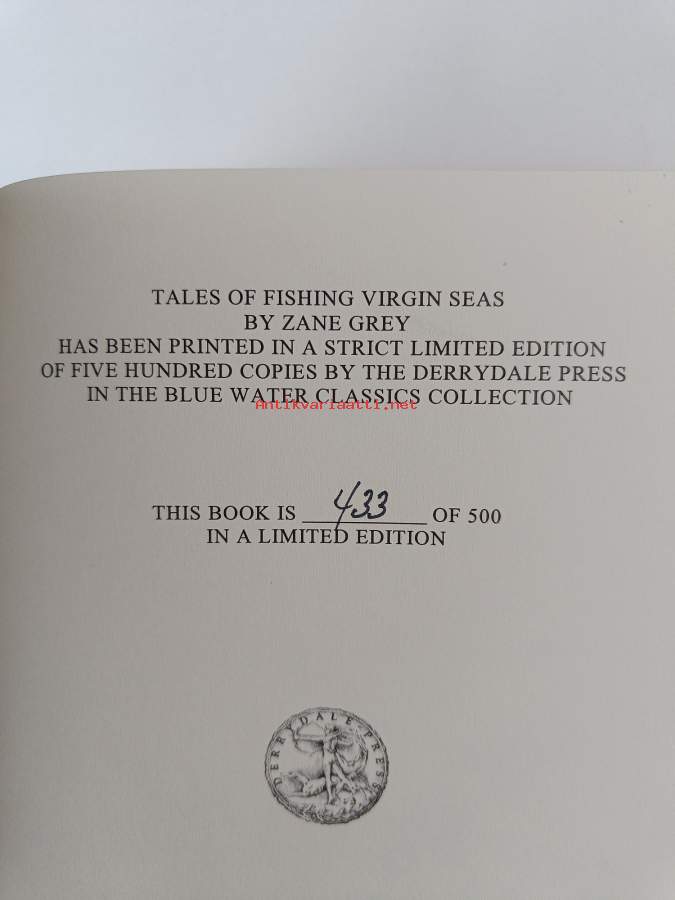 TALES OF FISHING VIRGIN SEAS
BY ZANE GREY
HAS BEEN PRINTED IN A STRICT LIMITED EDITION
OF FIVE HUNDRED COPIES BY THE DERRYDALE PRESS
IN THE BLUE WATER CLASSICS COLLECTION
Antikvariaatti.net
THIS BOOK IS 433 OF 500
IN A LIMITED EDITION
DERRYDALE·PRESS